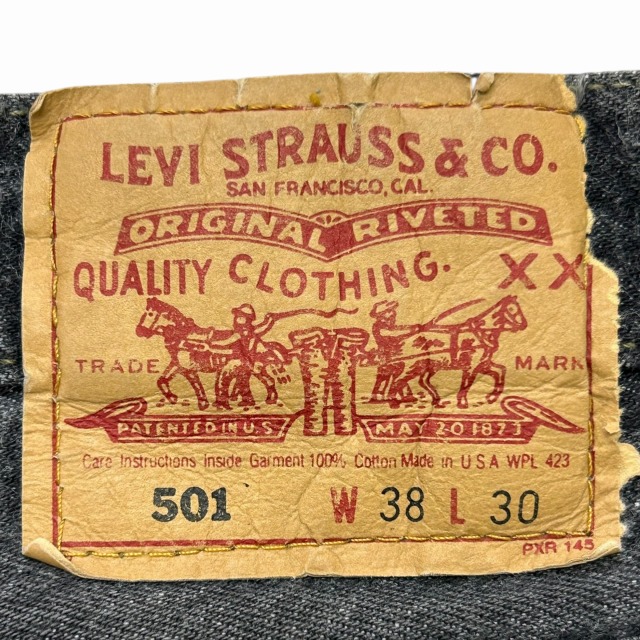 LEVI STRAUSS & CO.
SAN FRANCISCO, CAL.
ORIGINAL RIVETED
QUALITY CLOTHING. XX
TRADE MARK
PATENTED IN U.S. MAY 20 1873
Care Instructions Inside Garment 100% Cotton Made in U S A WPL 423
501 W 38 L 30
PXR 145